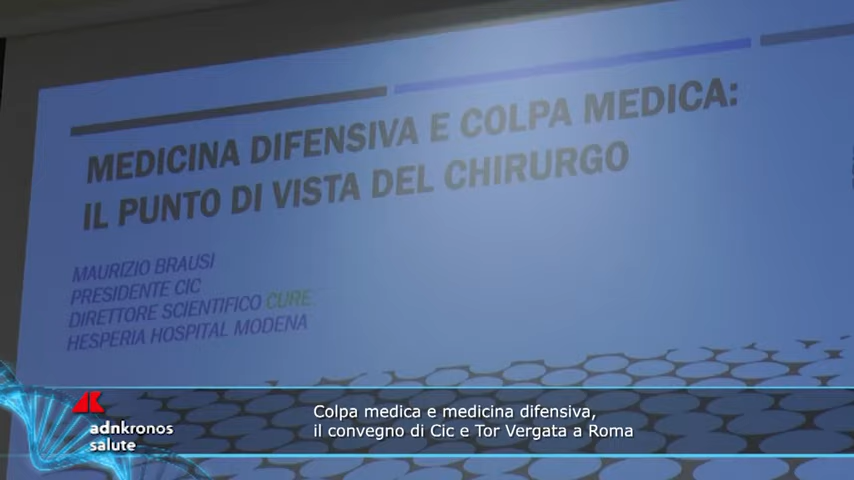 MEDICINA DIFENSIVA E COLPA MEDICA:
IL PUNTO DI VISTA DEL CHIRURGO
MAURIZIO BRAUSI
PRESIDENTE CIC
DIRETTORE SCIENTIFICO CURE
HESPERIA HOSPITAL MODENA
Colpa medica e medicina difensiva,
il convegno di Cic e Tor Vergata a Roma
adnkronos
salute